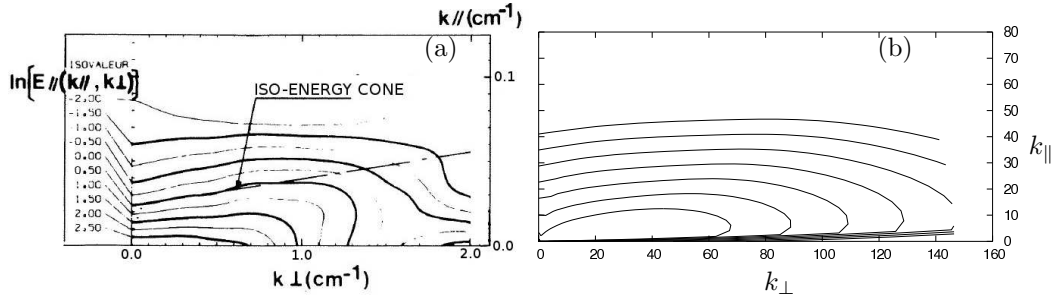 k//(cm⁻¹)
(a)
ISOVALEUR
ln[E//(k//, k⊥)]
-2.00
-1.50
-1.00
-0.50
0.00
0.50
1.00
1.50
2.00
2.50
ISO-ENERGY CONE
0.1
0.0
0.0
1.0
2.0
k⊥(cm⁻¹)
(b)
80
70
60
50
40
30
20
10
0
k∥
0 20 40 60 80 100 120 140 160
k⊥